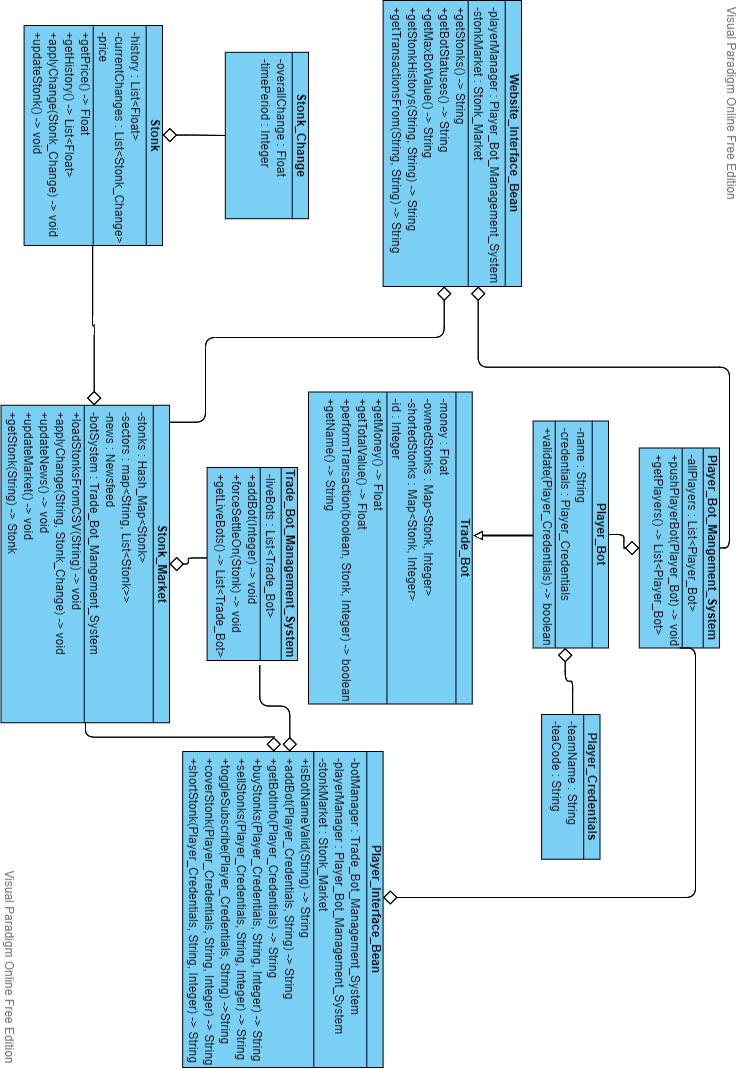 Visual Paradigm Online Free Edition
Website_Interface_Bean
-playerManager : Player_Bot_Management_System
-stonkMarket : Stonk_Market
+getStonks() -> String
+getBotStatuses() -> String
+getMaxBotValue() -> String
+getStonkHistorys(String, String) -> String
+getTransactionsFrom(String, String) -> String
Stonk_Change
-overallChange : Float
-timePeriod : Integer
Stonk
-history : List<Float>
-currentChanges : List<Stonk_Change>
-price
+getPrice() -> Float
+getHistory() -> List<Float>
+applyChange(Stonk_Change) -> void
+updateStonk() -> void
Player_Bot_Mangement_System
-allPlayers : List<Player_Bot>
+pushPlayerBot(Player_Bot) -> void
+getPlayers() -> List<Player_Bot>
Player_Bot
-name : String
-credentials : Player_Credentials
+validate(Player_Credentials) -> boolean
Trade_Bot
-money : Float
-ownedStonks : Map<Stonk, Integer>
-shortedStonks : Map<Stonk, Integer>
-id : Integer
+getMoney() -> Float
+getTotalValue() -> Float
+performTransaction(boolean, Stonk, Integer) -> boolean
+getName() -> String
Trade_Bot_Management_System
-liveBots : List<Trade_Bot>
+addBot(Integer) -> void
+forceSettleOn(Stonk) -> void
+getLiveBots() -> List<Trade_Bot>
Stonk_Market
-stonks : Hash_Map<Stonk>
-sectors : map<String, List<Stonk>>
-news : Newsfeed
-botSystem : Trade_Bot_Mangement_System
+loadStonksFromCSV(String) -> void
+applyChange(String, Stonk_Change) -> void
+updateNews() -> void
+updateMarket() -> void
+getStonk(String) -> Stonk
Player_Credentials
-teamName : String
-teaCode : String
Player_Interface_Bean
-botManager : Trade_Bot_Management_System
-playerManager : Player_Bot_Management_System
-stonkMarket : Stonk_Market
+isBotNameValid(String) -> String
+addBot(Player_Credentials, String) -> String
+getBotInfo(Player_Credentials) -> String
+buyStonks(Player_Credentials, String, Integer) -> String
+sellStonks(Player_Credentials, String, Integer) -> String
+toggleSubscribe(Player_Credentials, String) ->String
+coverStonk(Player_Credentials, String, Integer) -> String
+shortStonk(Player_Credentials, String, Integer) -> String
Visual Paradigm Online Free Edition